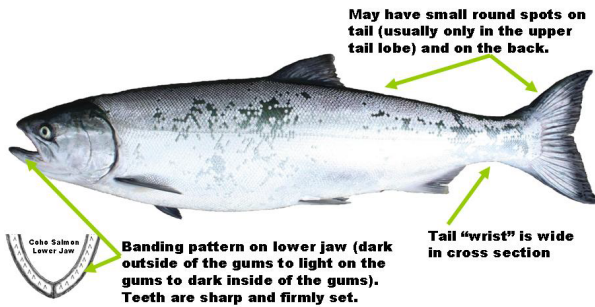 May have small round spots on
tail (usually only in the upper
tail lobe) and on the back.
Coho Salmon
Lower Jaw
Banding pattern on lower jaw (dark
outside of the gums to light on the
gums to dark inside of the gums).
Teeth are sharp and firmly set.
Tail “wrist” is wide
in cross section